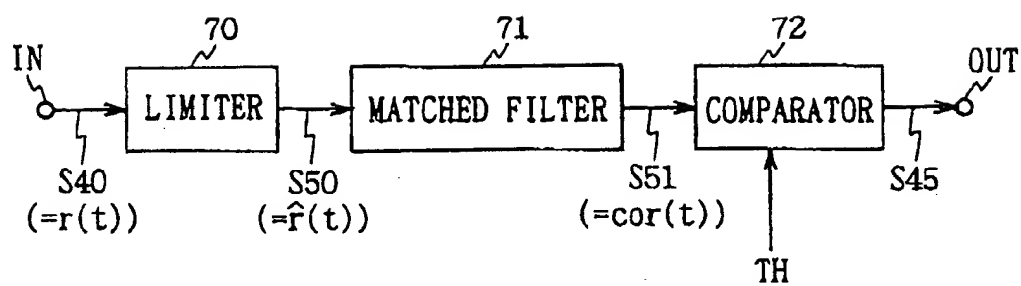 70
71
72
IN
OUT
LIMITER
MATCHED FILTER
COMPARATOR
S40
(=r(t))
S50
(=r̂(t))
S51
(=cor(t))
S45
TH